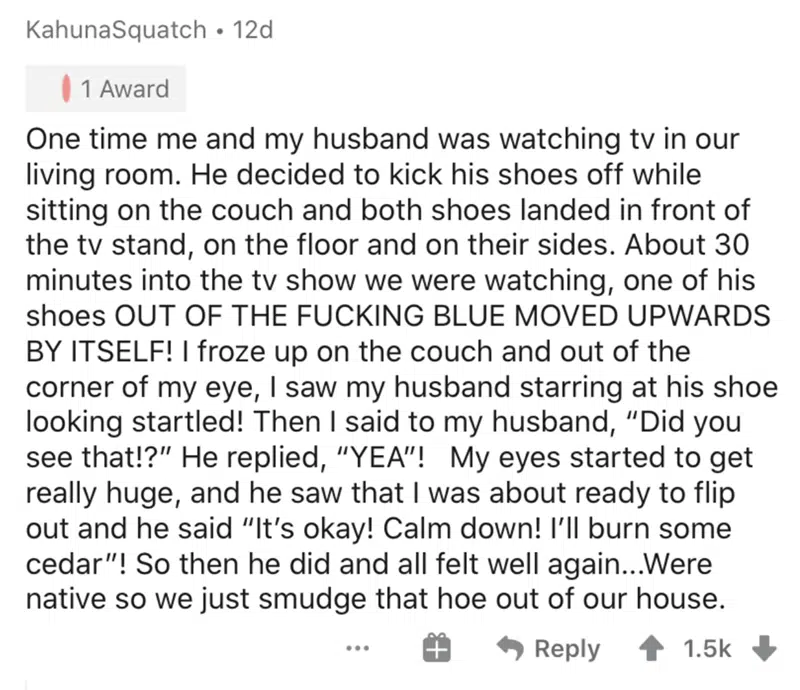 KahunaSquatch • 12d
1 Award
One time me and my husband was watching tv in our
living room. He decided to kick his shoes off while
sitting on the couch and both shoes landed in front of
the tv stand, on the floor and on their sides. About 30
minutes into the tv show we were watching, one of his
shoes OUT OF THE FUCKING BLUE MOVED UPWARDS
BY ITSELF! I froze up on the couch and out of the
corner of my eye, I saw my husband starring at his shoe
looking startled! Then I said to my husband, “Did you
see that!?” He replied, “YEA”!   My eyes started to get
really huge, and he saw that I was about ready to flip
out and he said “It’s okay! Calm down! I’ll burn some
cedar”! So then he did and all felt well again...Were
native so we just smudge that hoe out of our house.
... Reply 1.5k